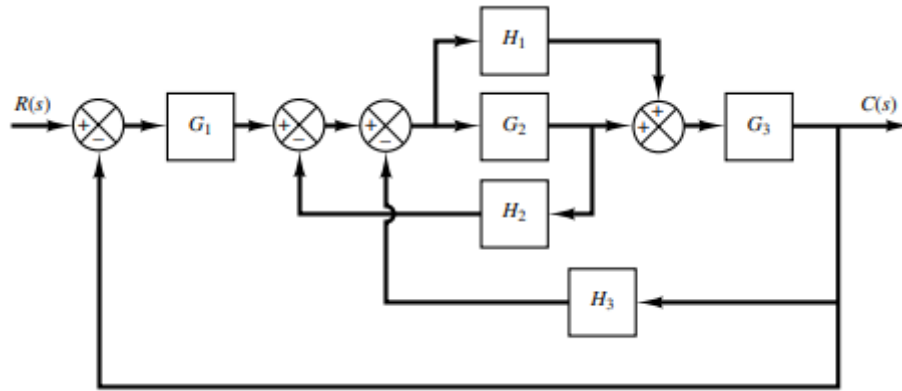 H₁
R(s)
C(s)
+
−
G₁
+
−
+
−
G₂
+
+
G₃
H₂
H₃